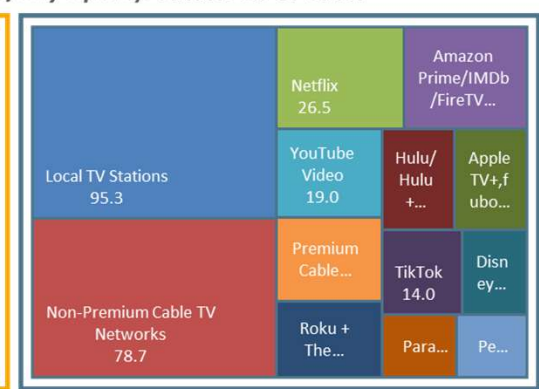 Local TV Stations
95.3
Non-Premium Cable TV
Networks
78.7
Netflix
26.5
Amazon
Prime/IMDb
/FireTV...
YouTube
Video
19.0
Hulu/
Hulu
+...
Apple
TV+,f
ubo...
Premium
Cable...
TikTok
14.0
Disn
ey...
Roku +
The...
Para...
Pe...